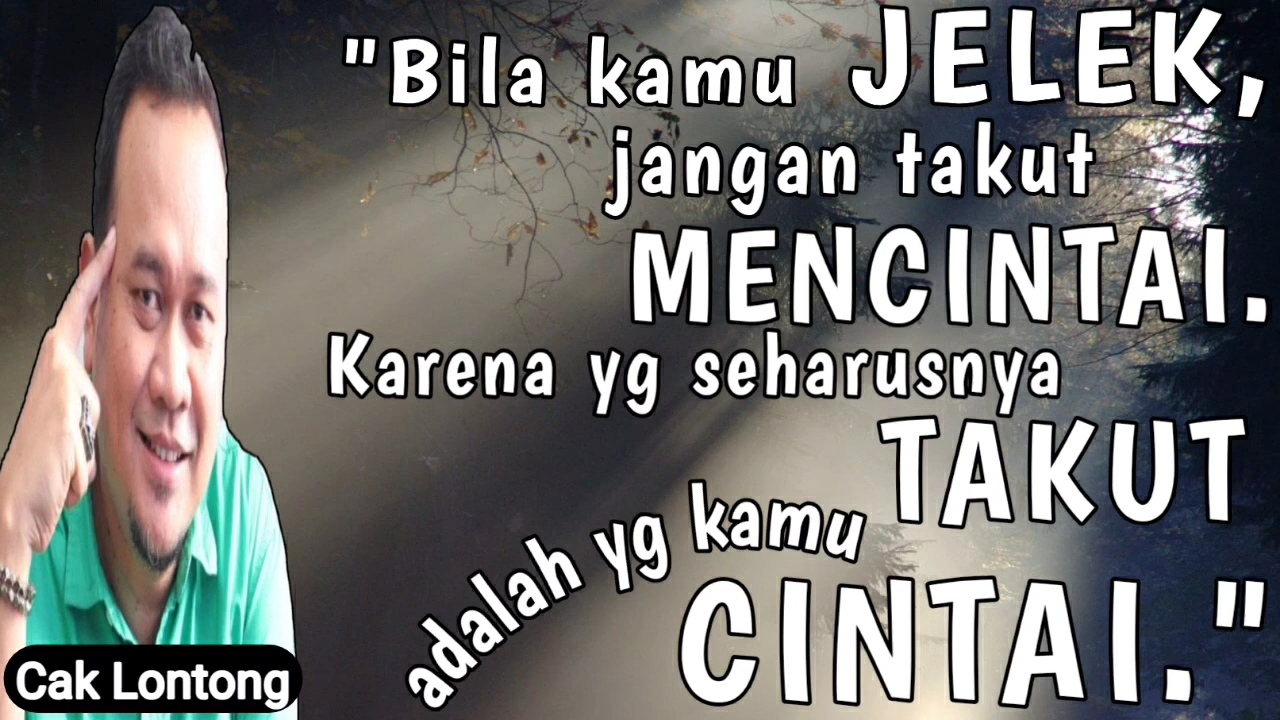 "Bila kamu JELEK,
jangan takut
MENCINTAI.
Karena yg seharusnya
TAKUT
adalah yg kamu
CINTAI."
Cak Lontong